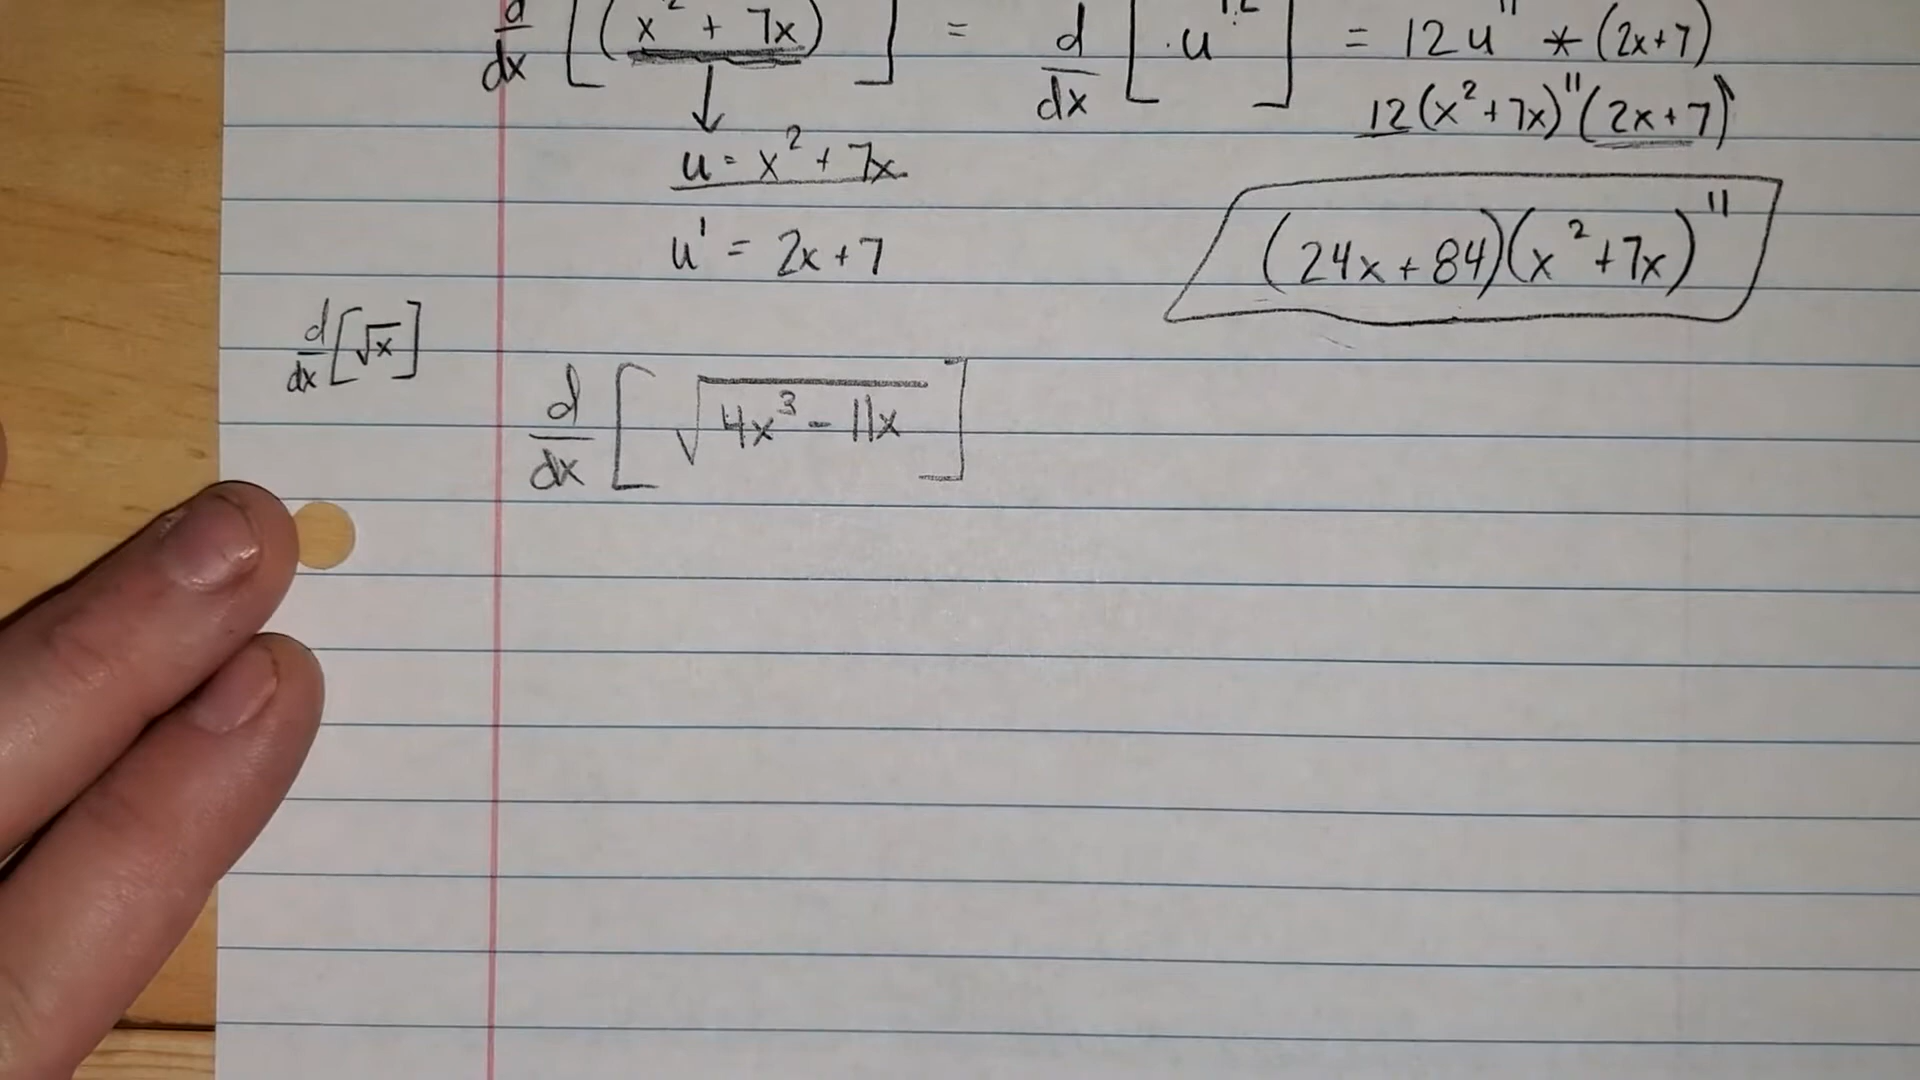 d/dx [(x² + 7x) ] = d/dx [u¹²] = 12u¹¹ * (2x+7)
12(x²+7x)¹¹(2x+7)
u = x² + 7x
u' = 2x+7
(24x+84)(x²+7x)¹¹
d/dx [√x]
d/dx [√(4x³ - 11x)]